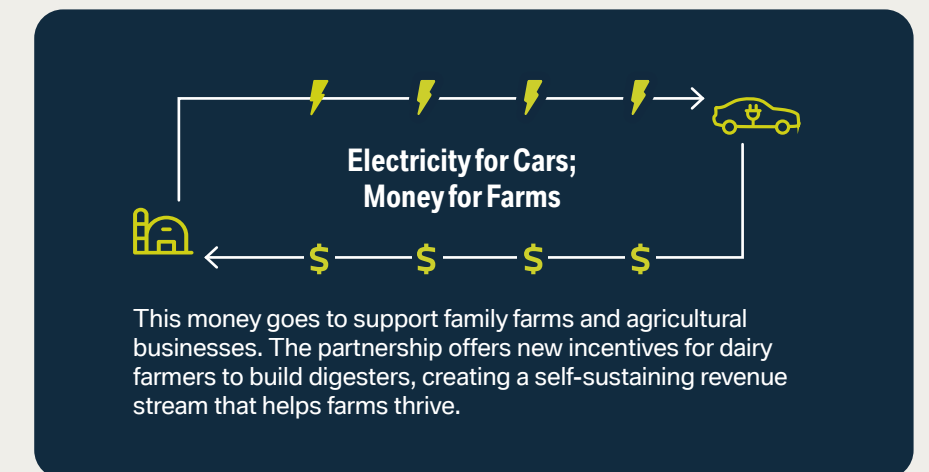 Electricity for Cars;
Money for Farms
$ $ $ $
This money goes to support family farms and agricultural
businesses. The partnership offers new incentives for dairy
farmers to build digesters, creating a self-sustaining revenue
stream that helps farms thrive.